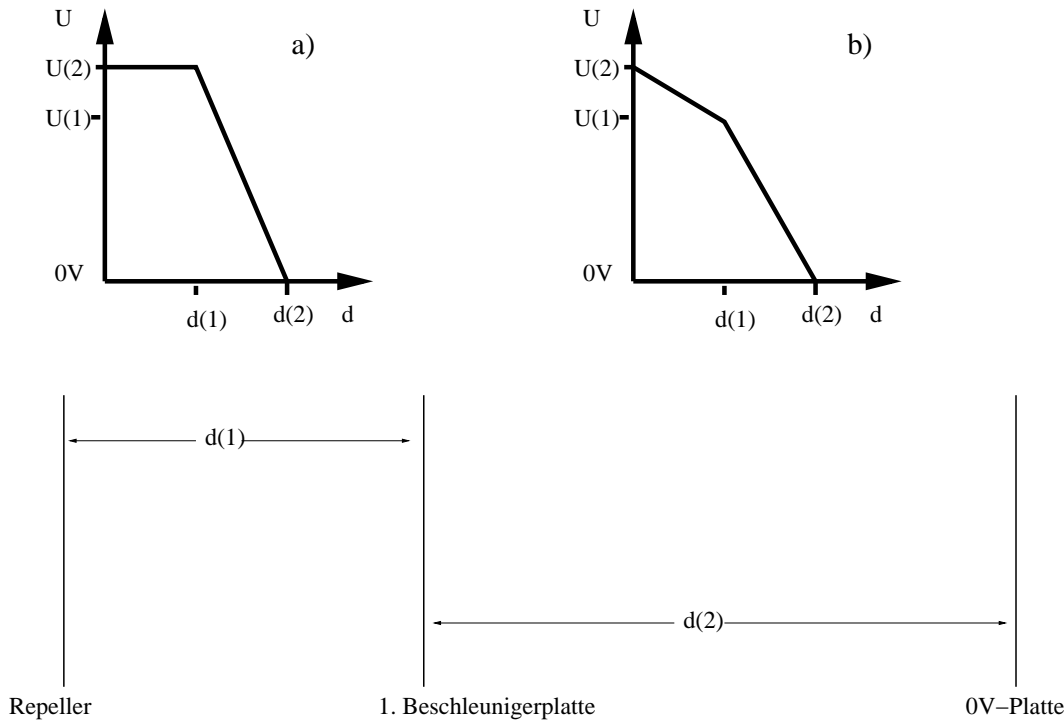 U
a)
U(2)
U(1)
0V
d(1)
d(2)
d
U
b)
U(2)
U(1)
0V
d(1)
d(2)
d
d(1)
d(2)
Repeller
1. Beschleunigerplatte
0V–Platte